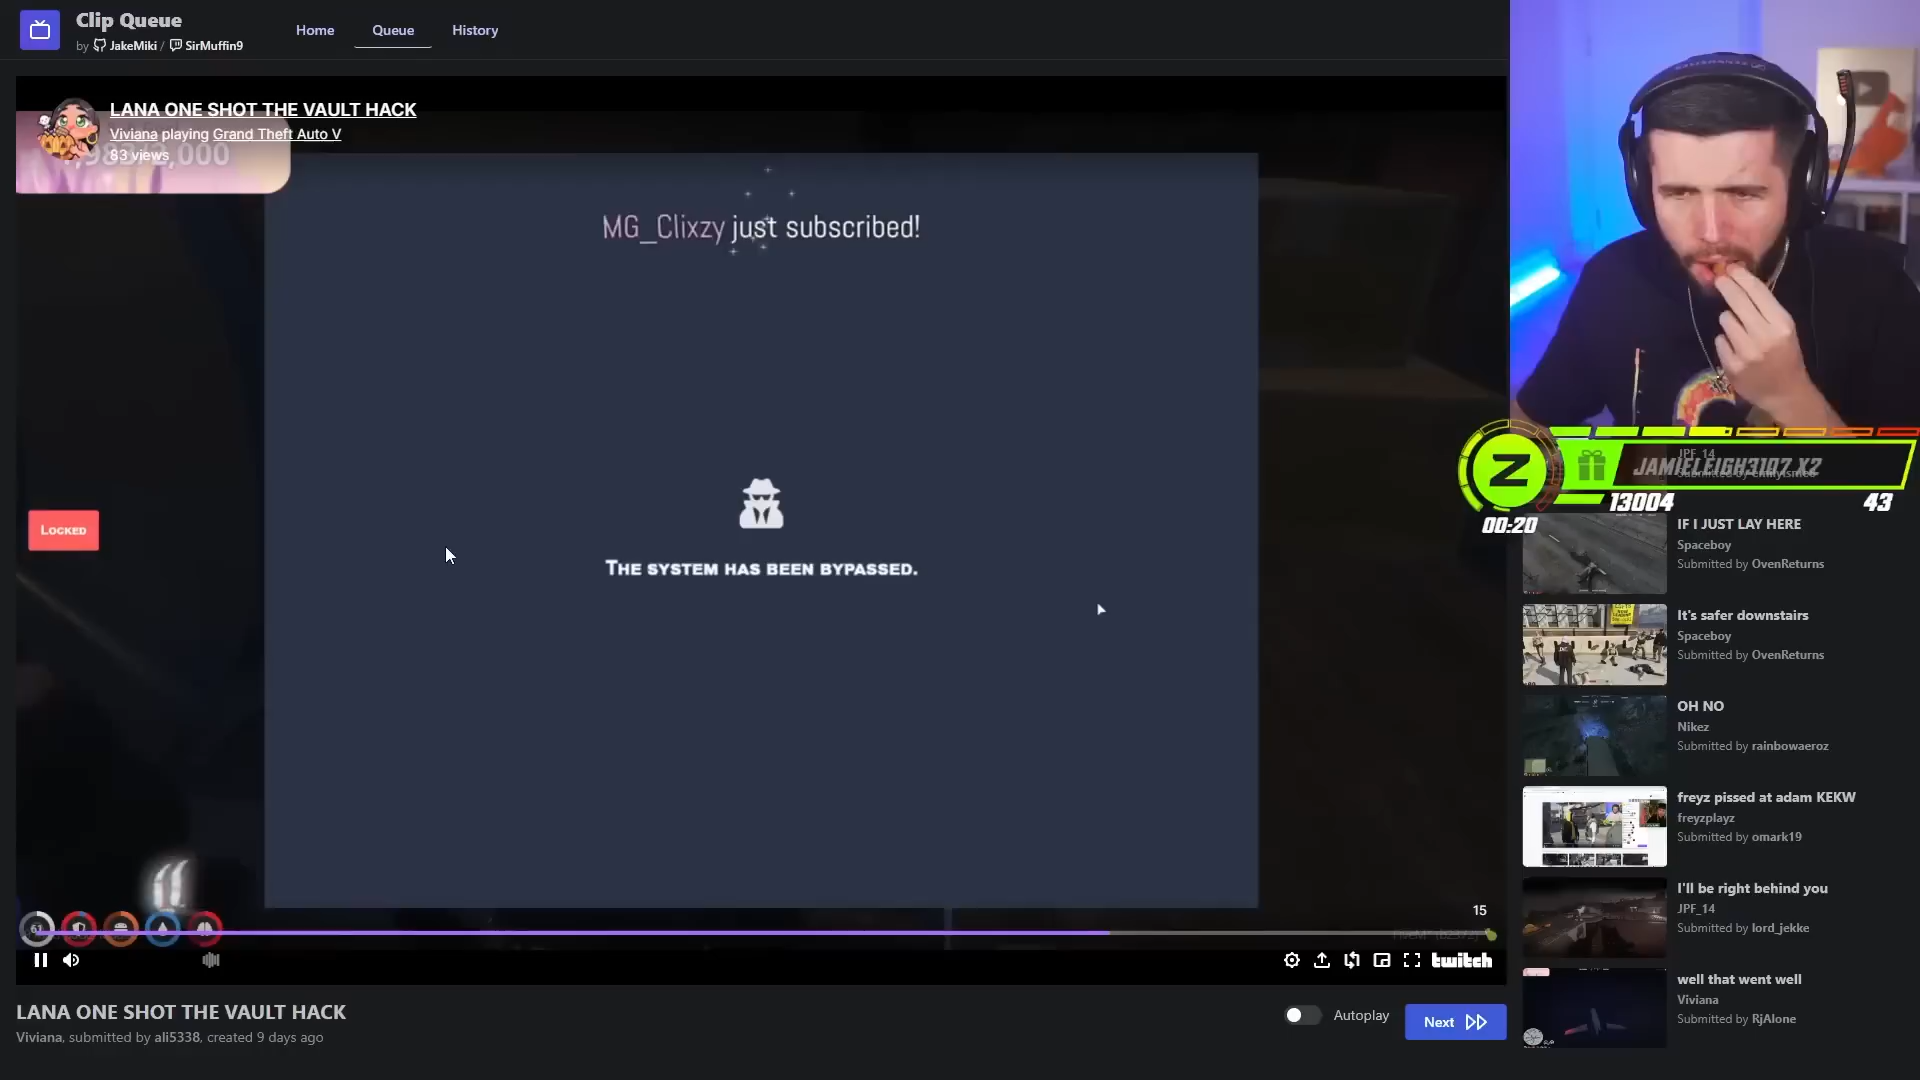 Clip Queue
by JakeMiki / SirMuffin9
Home
Queue
History
LANA ONE SHOT THE VAULT HACK
Viviana playing Grand Theft Auto V
83 views
MG_Clixzy just subscribed!
LOCKED
THE SYSTEM HAS BEEN BYPASSED.
61
15
twitch
LANA ONE SHOT THE VAULT HACK
Viviana, submitted by ali5338, created 9 days ago
Autoplay
Next
JPF_14
JAMIELEIGH3107 X2
Z
13004
43
00:20
IF I JUST LAY HERE
Spaceboy
Submitted by OvenReturns
It's safer downstairs
Spaceboy
Submitted by OvenReturns
OH NO
Nikez
Submitted by rainbowaeroz
freyz pissed at adam KEKW
freyzplayz
Submitted by omark19
I'll be right behind you
JPF_14
Submitted by lord_jekke
well that went well
Viviana
Submitted by RjAlone